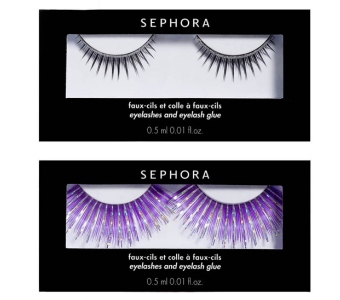 SEPHORA
faux-cils et colle à faux-cils
eyelashes and eyelash glue
0.5 ml 0.01 fl.oz.
SEPHORA
faux-cils et colle à faux-cils
eyelashes and eyelash glue
0.5 ml 0.01 fl.oz.